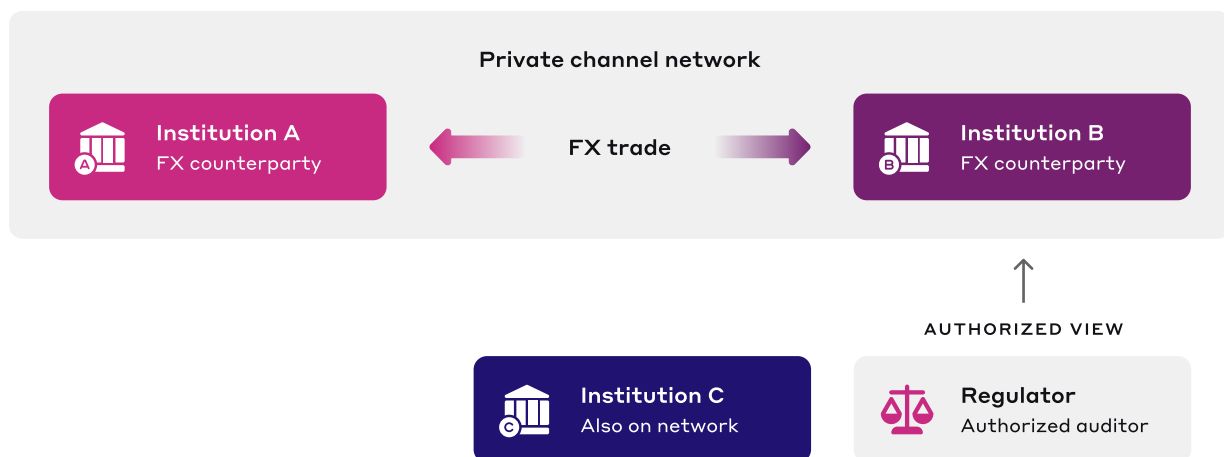 Private channel network
A
Institution A
FX counterparty
FX trade
B
Institution B
FX counterparty
AUTHORIZED VIEW
C
Institution C
Also on network
Regulator
Authorized auditor